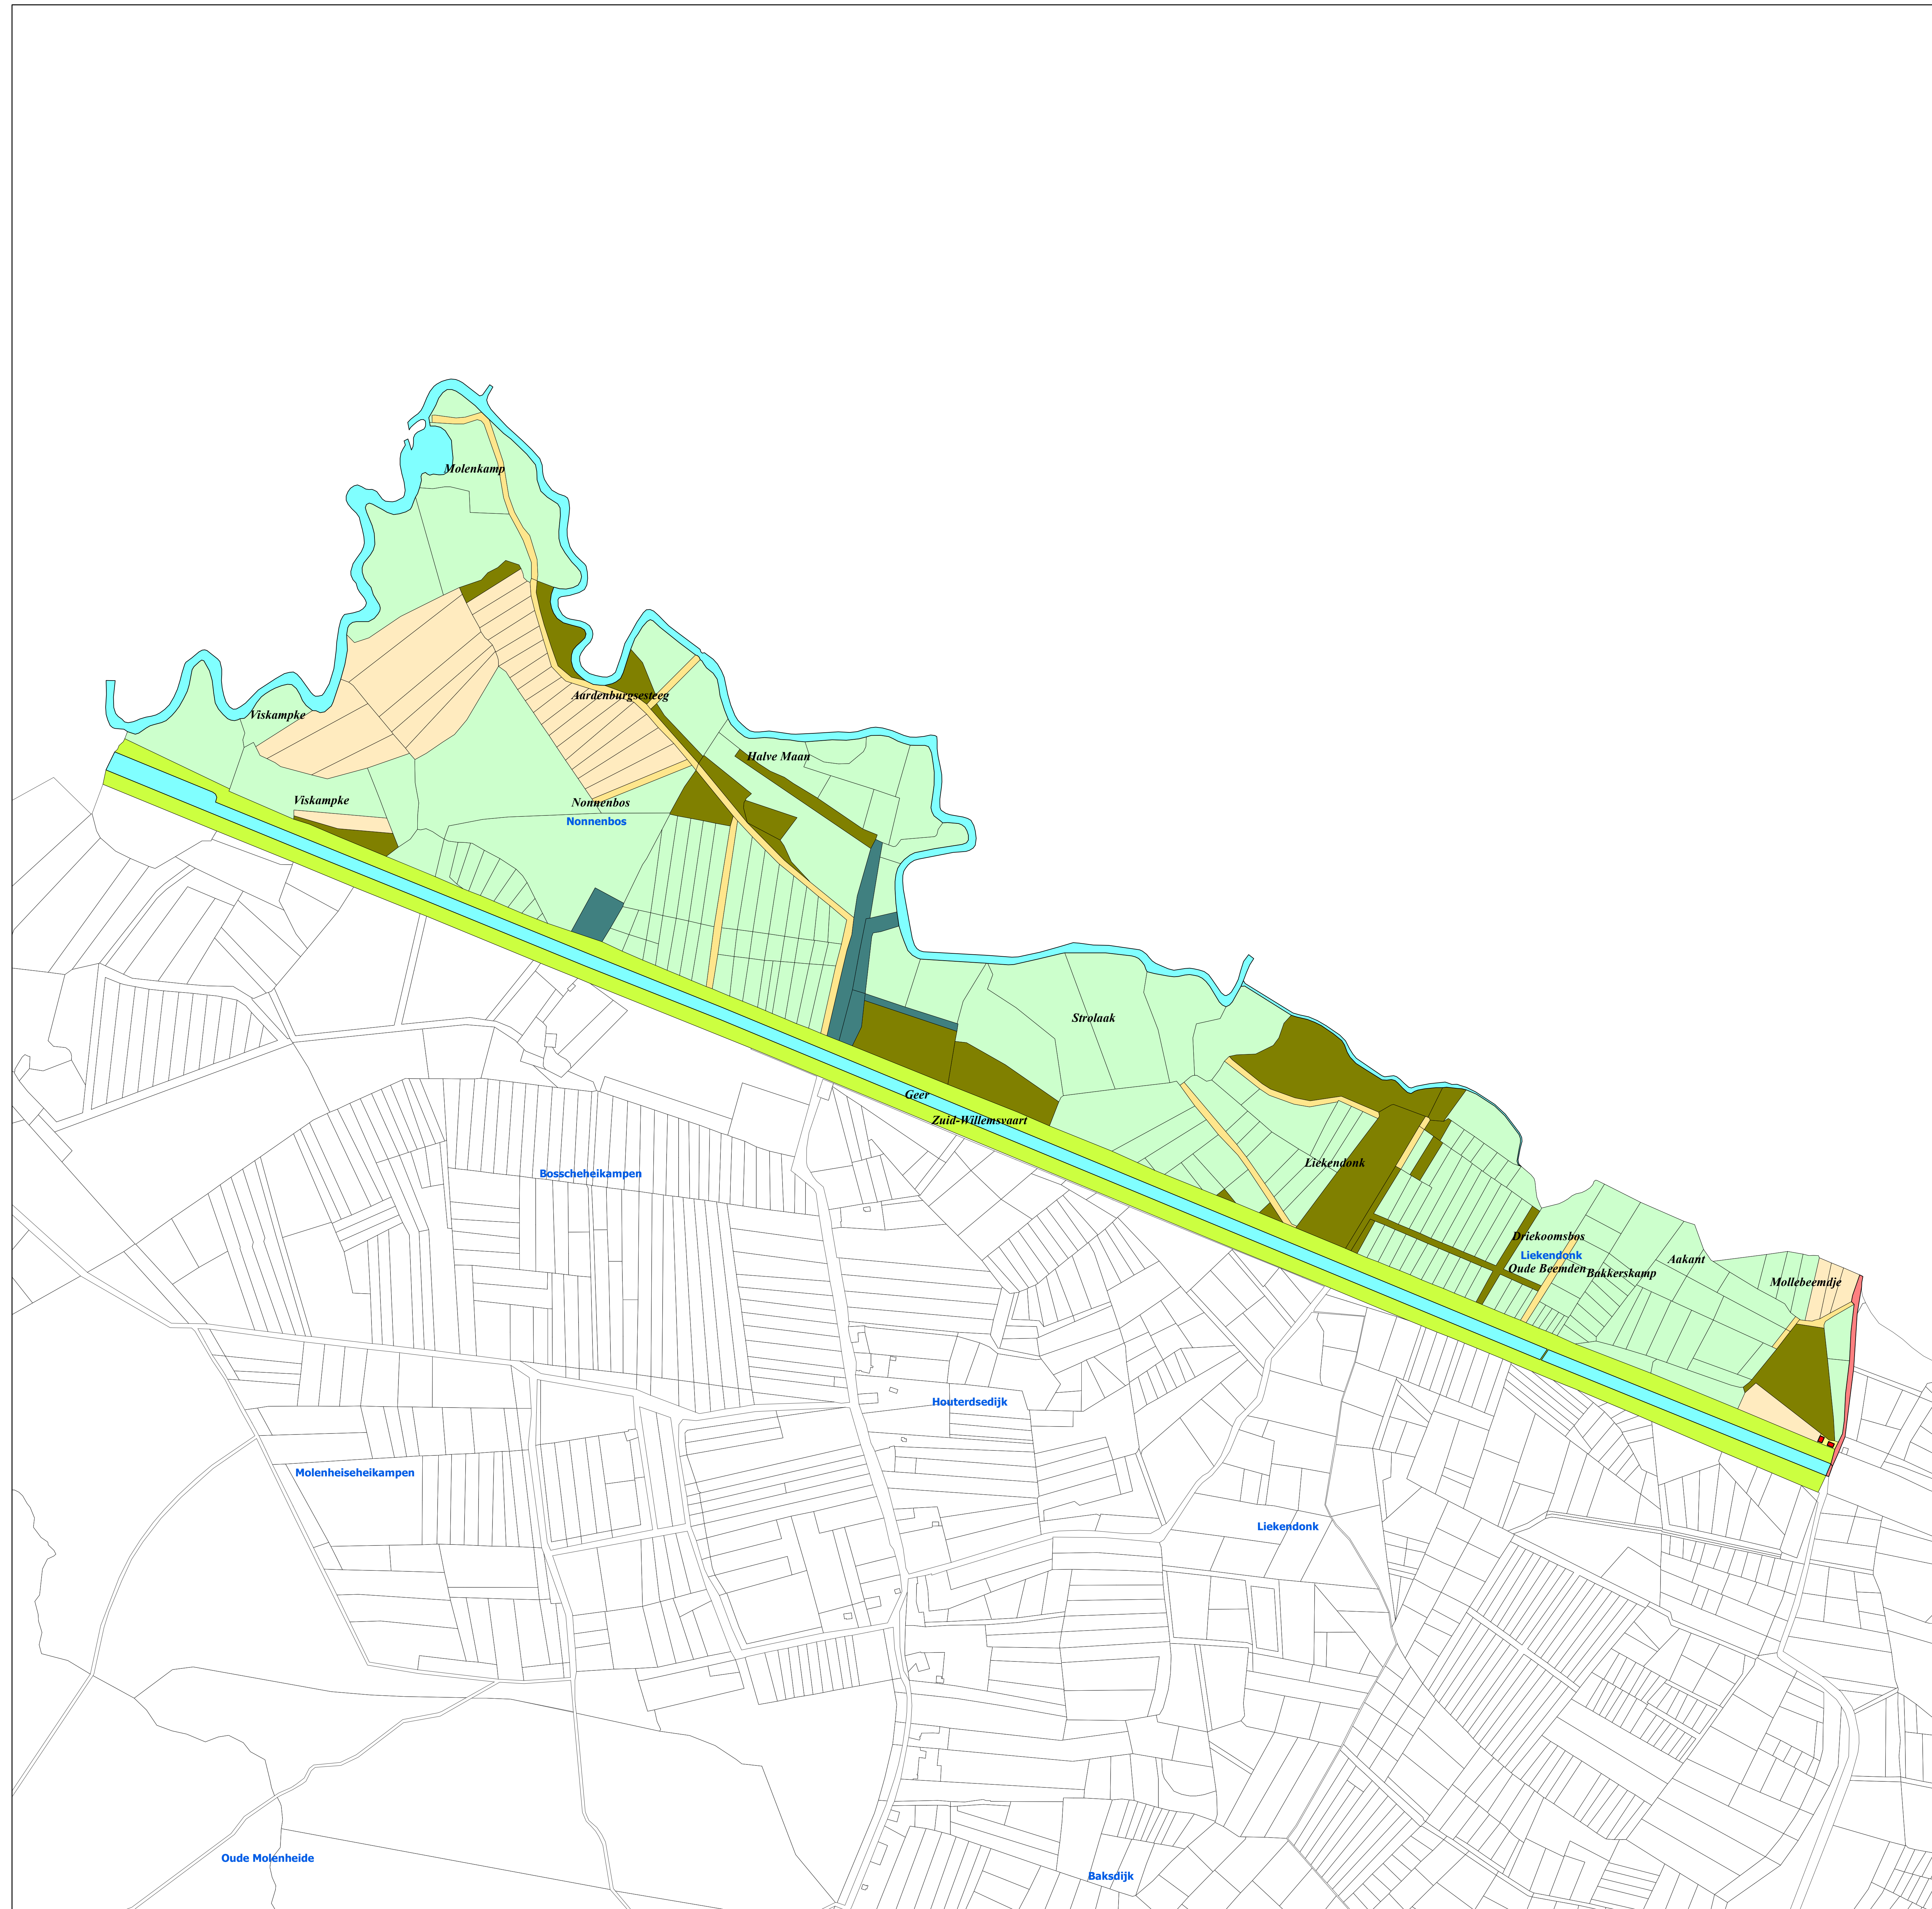 Molenkamp
Aardenburgsesteeg
Viskampke
Halve Maan
Viskampke
Nonnenbos
Nonnenbos
Strolaak
Geer
Zuid-Willemsvaart
Liekendonk
Bosscheheikampen
Driekoomsbos
Liekendonk
Aakant
Oude Beemden
Bakkerskamp
Mollebeemdje
Houterdsedijk
Molenheiseheikampen
Liekendonk
Oude Molenheide
Baksdijk